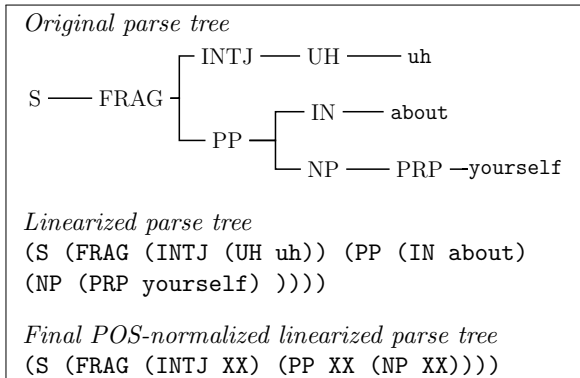 Original parse tree
INTJ UH uh
S FRAG
IN about
PP
NP PRP yourself
Linearized parse tree
(S (FRAG (INTJ (UH uh)) (PP (IN about)
(NP (PRP yourself) ))))
Final POS-normalized linearized parse tree
(S (FRAG (INTJ XX) (PP XX (NP XX))))